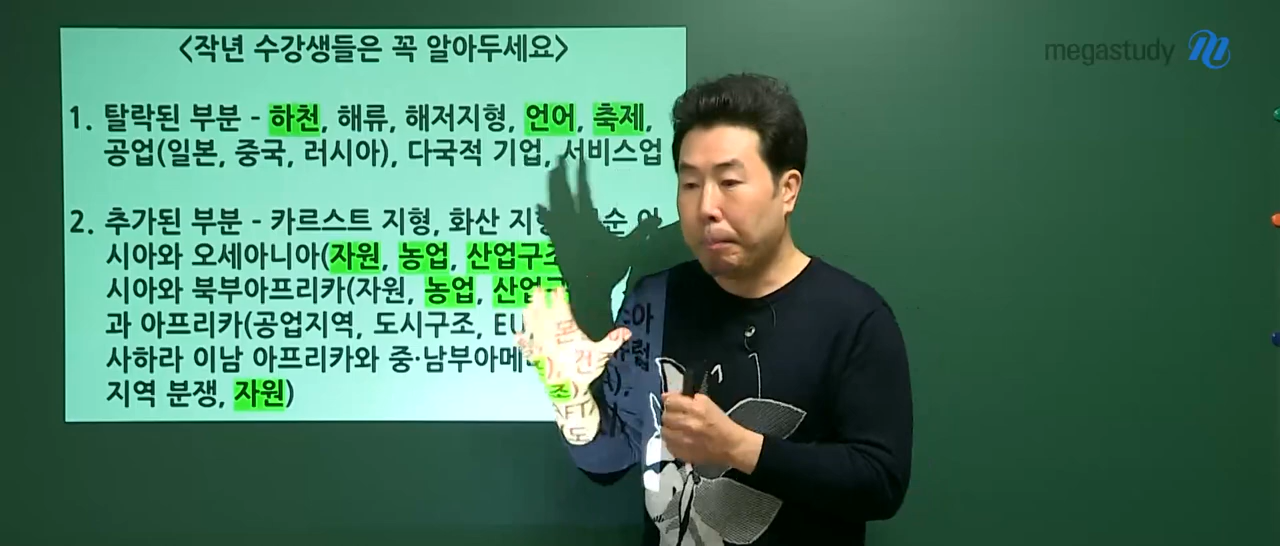 megastudy
<작년 수강생들은 꼭 알아두세요>
1. 탈락된 부분 - 하천, 해류, 해저지형, 언어, 축제,
공업(일본, 중국, 러시아), 다국적 기업, 서비스업
2. 추가된 부분 - 카르스트 지형, 화산
시아와 오세아니아(자원, 농업, 산업구조
시아와 북부아프리카(자원, 농업,
과 아프리카(공업지역, 도시구조, EU,
사하라 이남 아프리카와 중·남부아메
지역 분쟁, 자원)